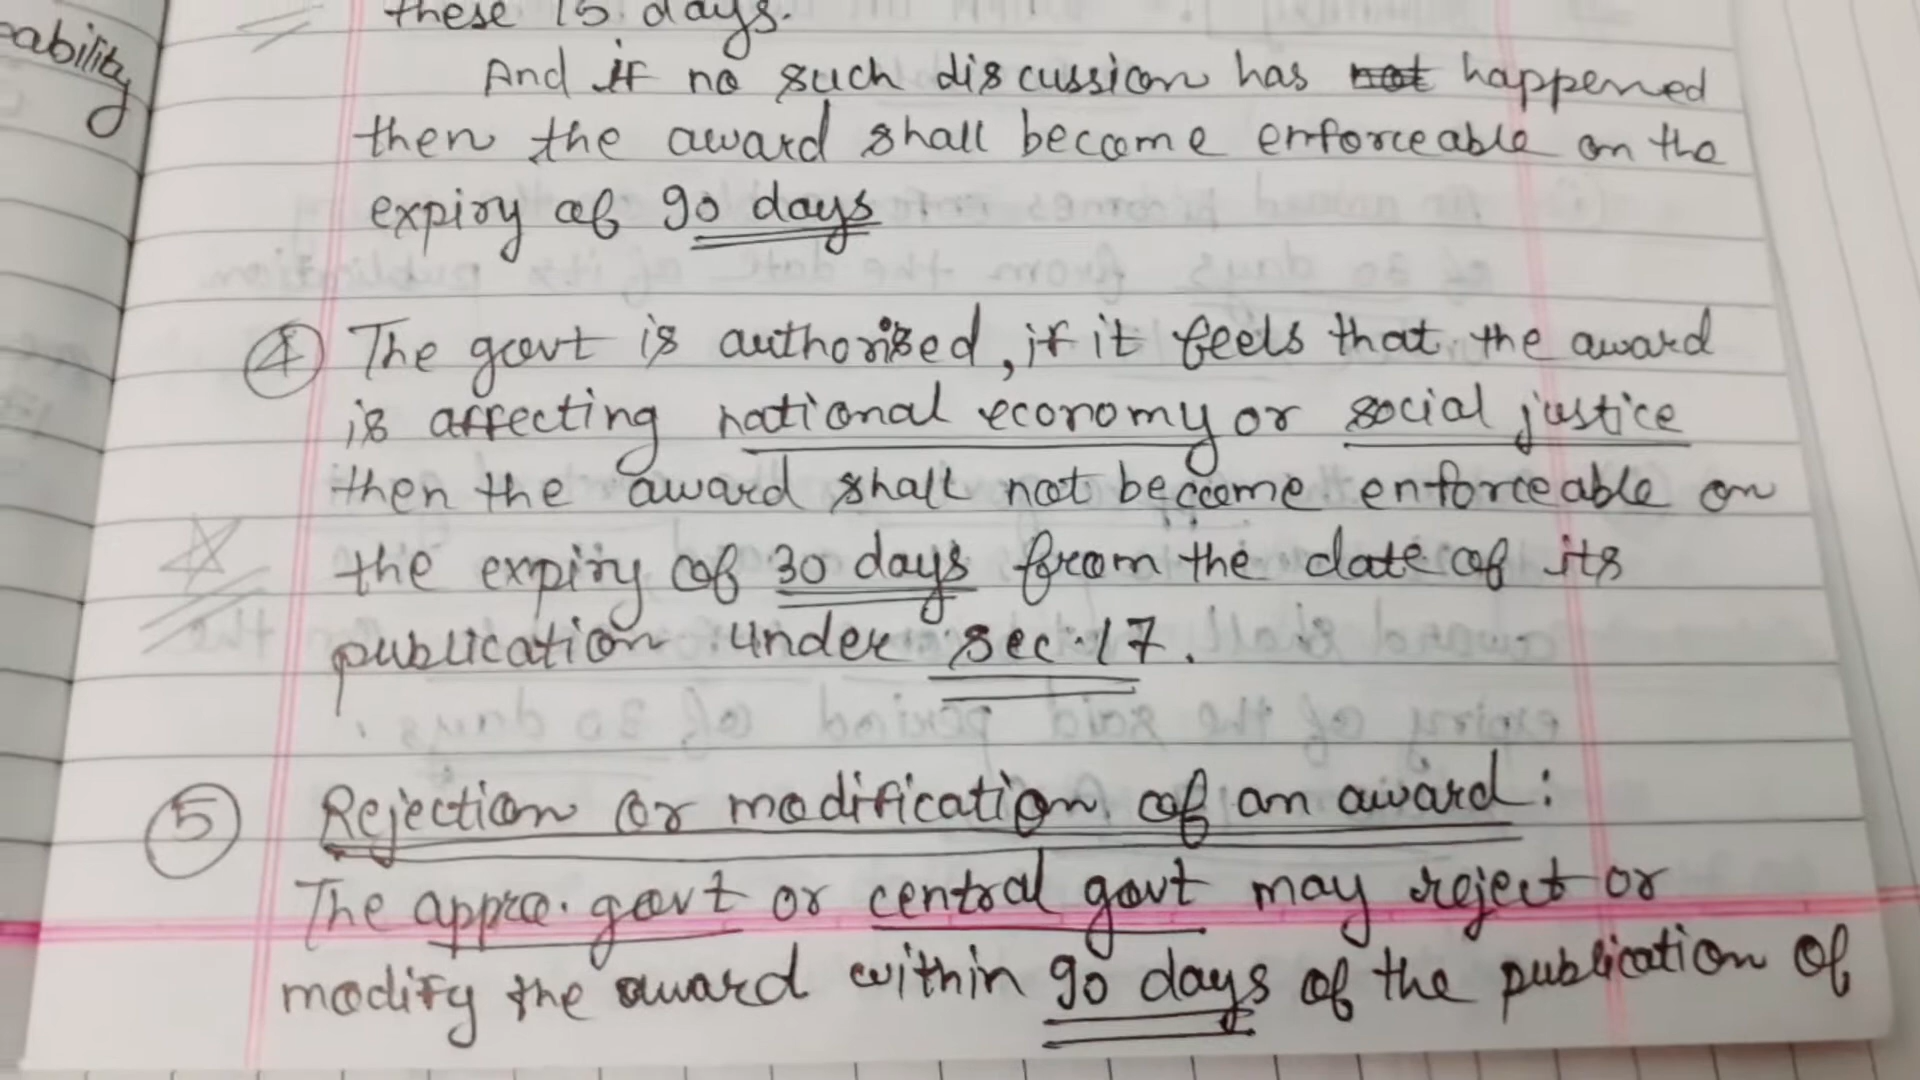 ability
these 15 days.
And if no such discussion has not happened
then the award shall become enforceable on the
expiry of 90 days
④ The govt is authorised, if it feels that the award
is affecting national economy or social justice
then the award shall not become enforceable on
the expiry of 30 days from the date of its
publication under sec. 17.
⑤ Rejection or modification of an award:
The appro. govt or central govt may reject or
modify the award within 90 days of the publication of